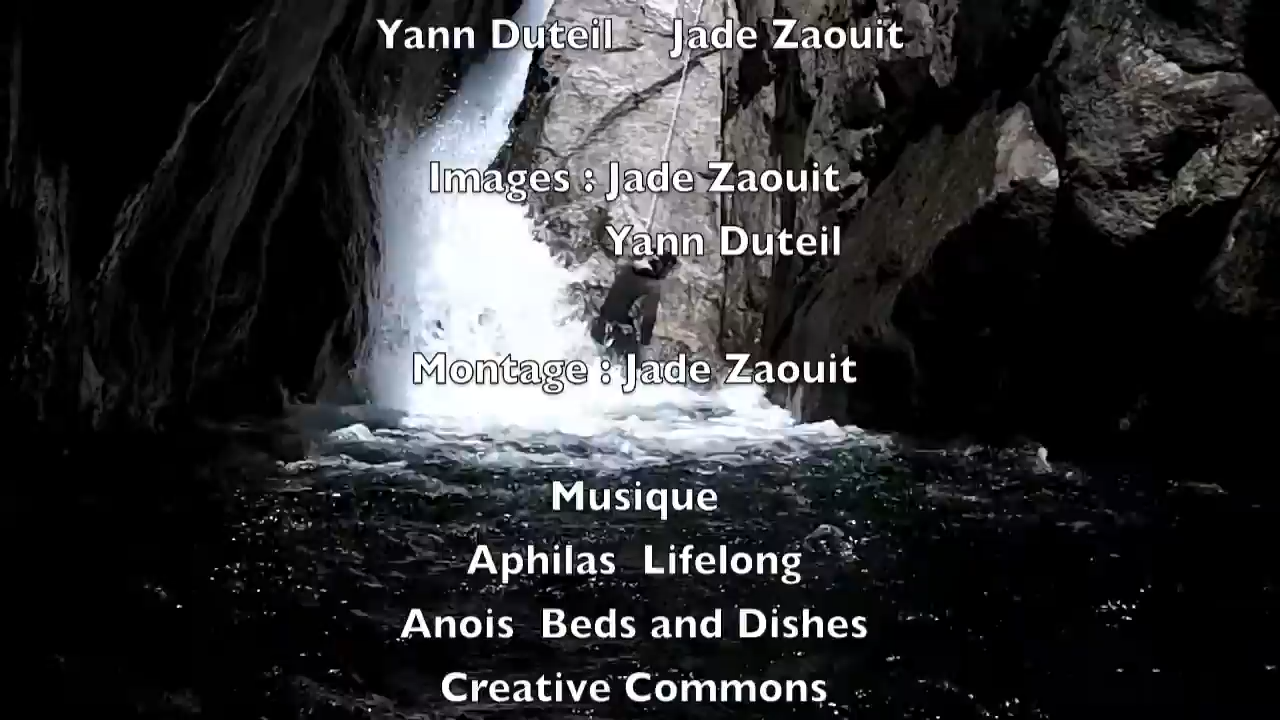 Yann Duteil Jade Zaouit
Images : Jade Zaouit
Yann Duteil
Montage : Jade Zaouit
Musique
Aphilas Lifelong
Anois Beds and Dishes
Creative Commons